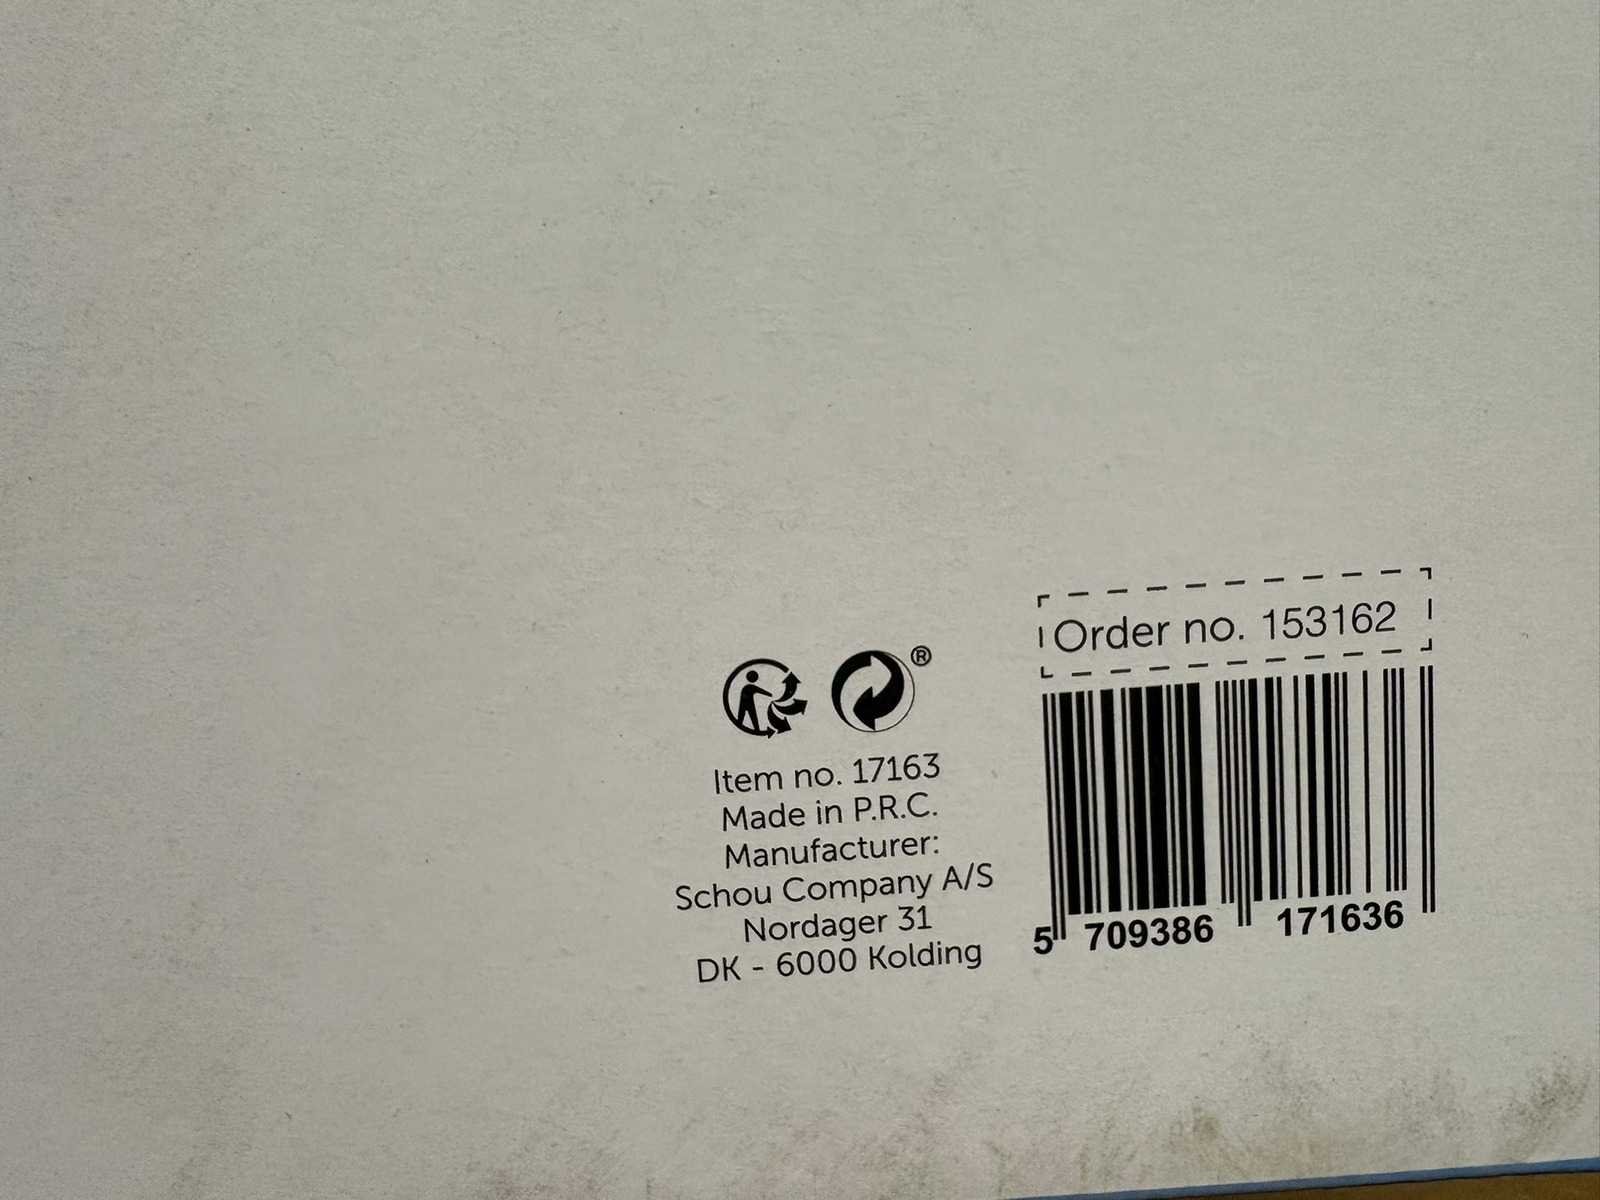 ®
Item no. 17163
Made in P.R.C.
Manufacturer:
Schou Company A/S
Nordager 31
DK - 6000 Kolding
Order no. 153162
5 709386 171636